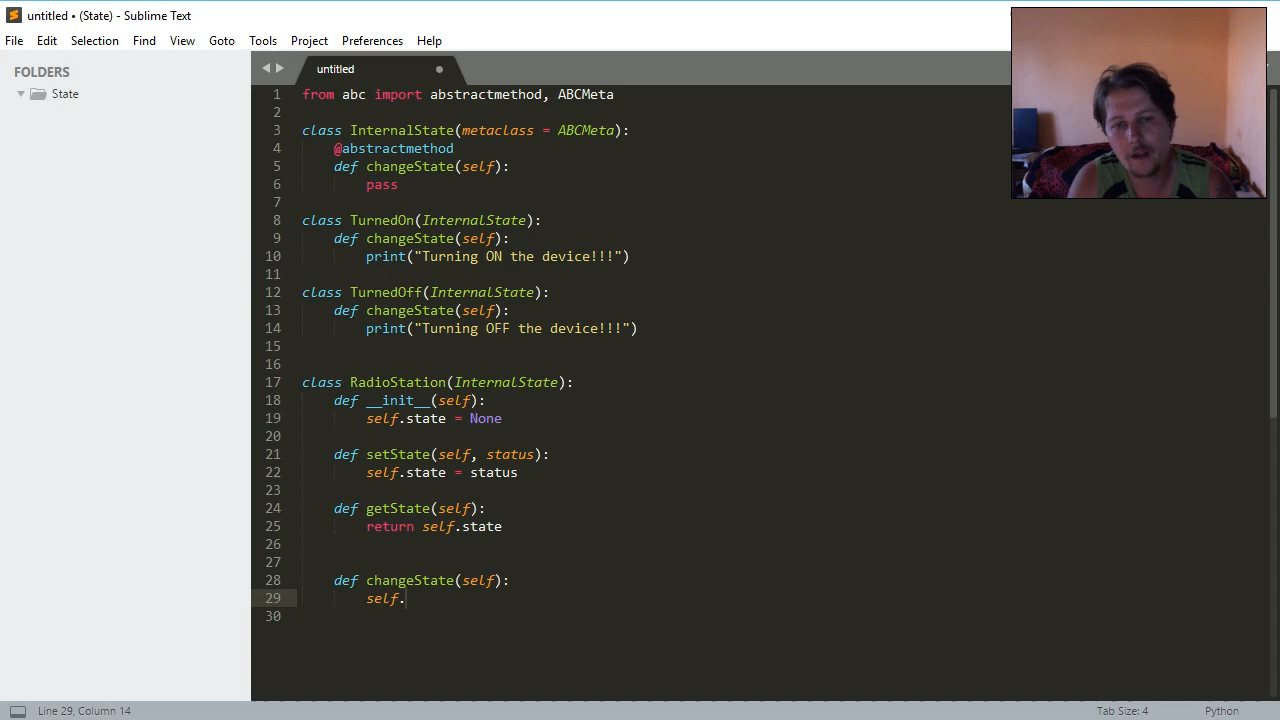 untitled • (State) - Sublime Text
File Edit Selection Find View Goto Tools Project Preferences Help
FOLDERS
State
untitled
1 from abc import abstractmethod, ABCMeta
2
3 class InternalState(metaclass = ABCMeta):
4     @abstractmethod
5     def changeState(self):
6         pass
7
8 class TurnedOn(InternalState):
9     def changeState(self):
10         print("Turning ON the device!!!")
11
12 class TurnedOff(InternalState):
13     def changeState(self):
14         print("Turning OFF the device!!!")
15
16
17 class RadioStation(InternalState):
18     def __init__(self):
19         self.state = None
20
21     def setState(self, status):
22         self.state = status
23
24     def getState(self):
25         return self.state
26
27
28     def changeState(self):
29         self.
30
Line 29, Column 14
Tab Size: 4
Python